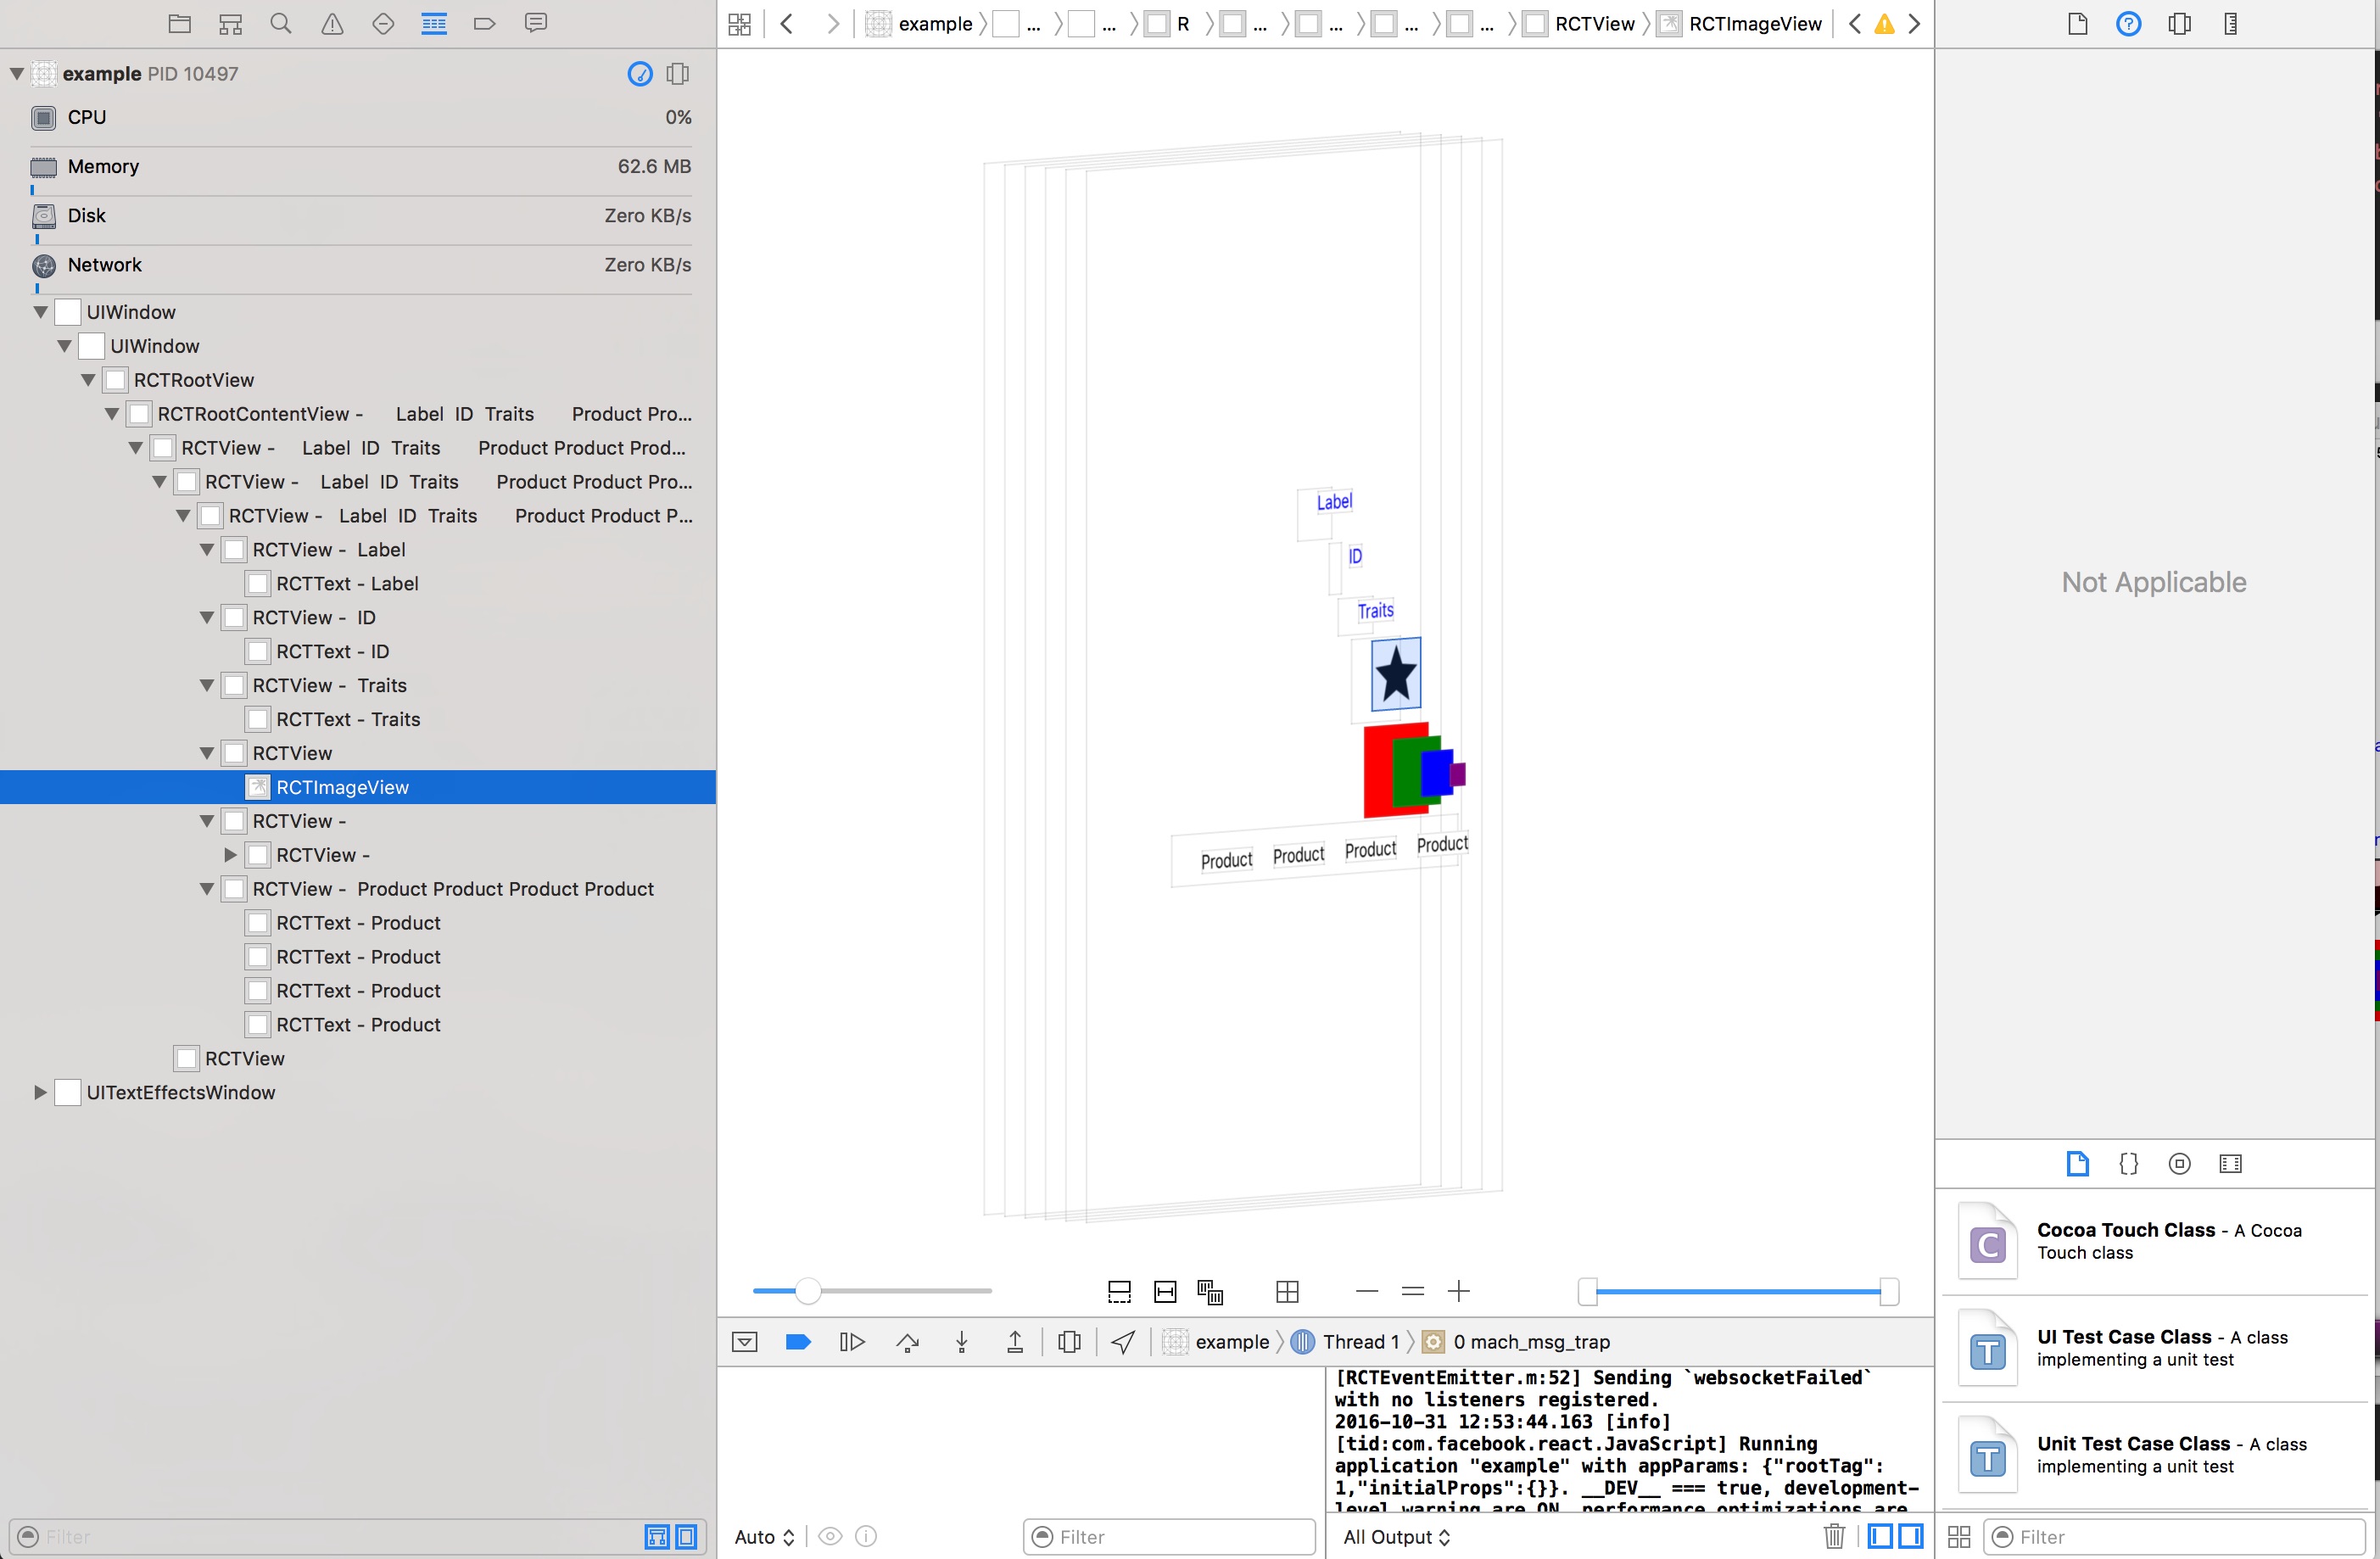 example PID 10497
CPU 0%
Memory 62.6 MB
Disk Zero KB/s
Network Zero KB/s
UIWindow
UIWindow
RCTRootView
RCTRootContentView - Label ID Traits Product Pro...
RCTView - Label ID Traits Product Product Prod...
RCTView - Label ID Traits Product Product Pro...
RCTView - Label ID Traits Product Product P...
RCTView - Label
RCTText - Label
RCTView - ID
RCTText - ID
RCTView - Traits
RCTText - Traits
RCTView
RCTImageView
RCTView -
RCTView -
RCTView - Product Product Product Product
RCTText - Product
RCTText - Product
RCTText - Product
RCTText - Product
RCTView
UITextEffectsWindow
Filter
example ... ... R ... ... ... ... RCTView RCTImageView
Label
ID
Traits
Product Product Product Product
example Thread 1 0 mach_msg_trap
[RCTEventEmitter.m:52] Sending `websocketFailed`
with no listeners registered.
2016-10-31 12:53:44.163 [info]
[tid:com.facebook.react.JavaScript] Running
application "example" with appParams: {"rootTag":
1,"initialProps":{}}. __DEV__ === true, development-
level warning are ON, performance optimizations are
Auto
Filter
All Output
Not Applicable
C
Cocoa Touch Class - A Cocoa
Touch class
T
UI Test Case Class - A class
implementing a unit test
T
Unit Test Case Class - A class
implementing a unit test
Filter